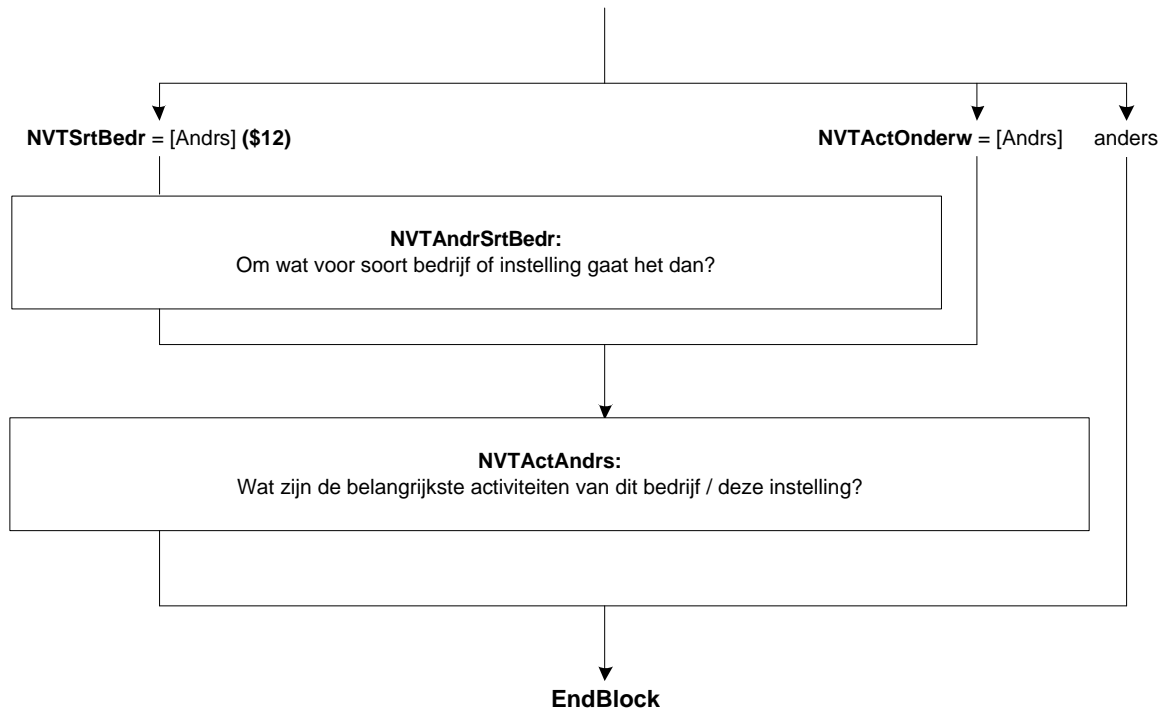 NVTSrtBedr = [Andrs] ($12)
NVTActOnderw = [Andrs]
anders
NVTAndrSrtBedr:
Om wat voor soort bedrijf of instelling gaat het dan?
NVTActAndrs:
Wat zijn de belangrijkste activiteiten van dit bedrijf / deze instelling?
EndBlock